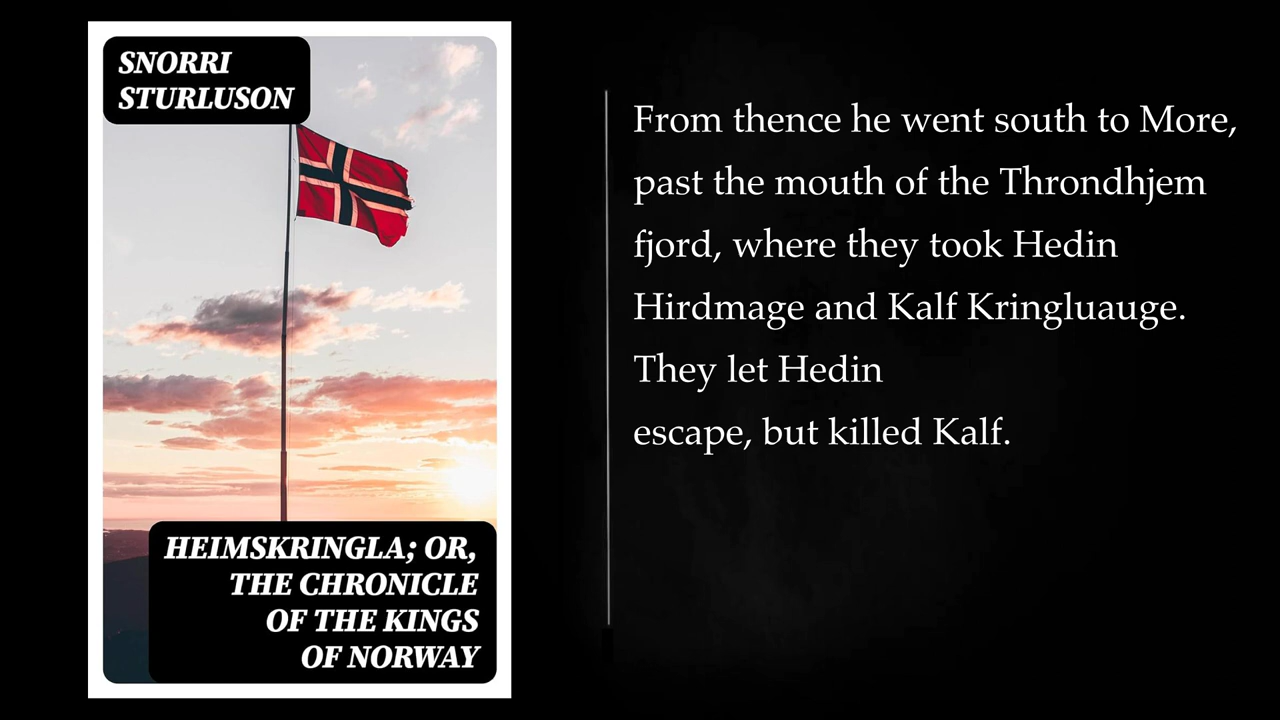 SNORRI
STURLUSON
HEIMSKRINGLA; OR,
THE CHRONICLE
OF THE KINGS
OF NORWAY
From thence he went south to More,
past the mouth of the Throndhjem
fjord, where they took Hedin
Hirdmage and Kalf Kringluauge.
They let Hedin
escape, but killed Kalf.